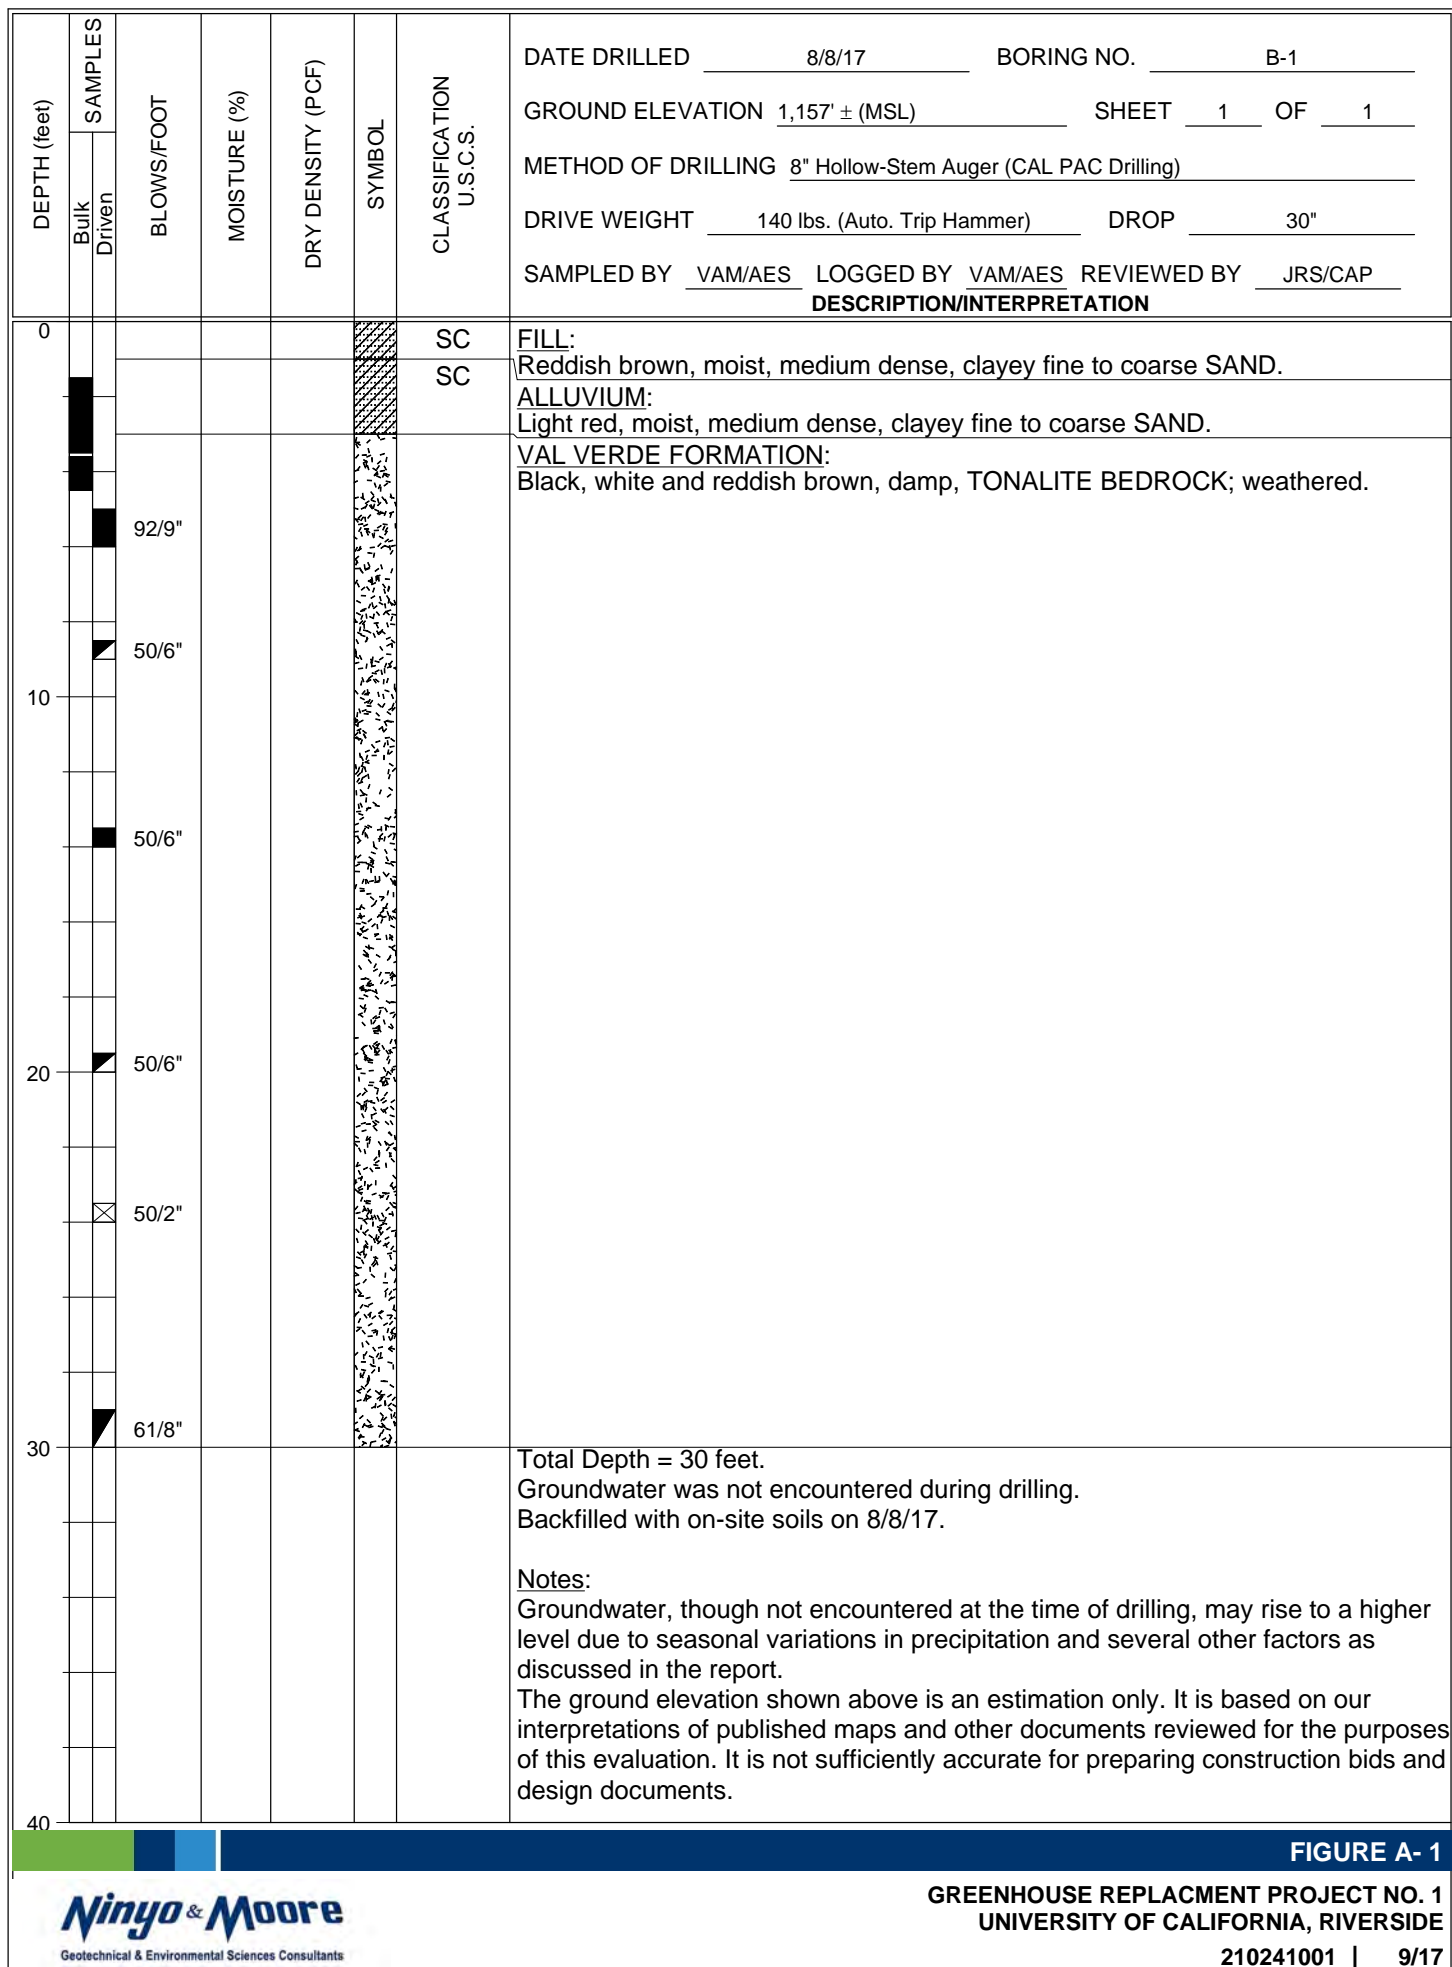 DEPTH (feet)
SAMPLES
Bulk
Driven
BLOWS/FOOT
MOISTURE (%)
DRY DENSITY (PCF)
SYMBOL
CLASSIFICATION
U.S.C.S.
DATE DRILLED 8/8/17 BORING NO. B-1
GROUND ELEVATION 1,157' ± (MSL) SHEET 1 OF 1
METHOD OF DRILLING 8" Hollow-Stem Auger (CAL PAC Drilling)
DRIVE WEIGHT 140 lbs. (Auto. Trip Hammer) DROP 30"
SAMPLED BY VAM/AES LOGGED BY VAM/AES REVIEWED BY JRS/CAP
DESCRIPTION/INTERPRETATION
0
SC FILL:
Reddish brown, moist, medium dense, clayey fine to coarse SAND.
SC
ALLUVIUM:
Light red, moist, medium dense, clayey fine to coarse SAND.
VAL VERDE FORMATION:
Black, white and reddish brown, damp, TONALITE BEDROCK; weathered.
92/9"
50/6"
10
50/6"
20 50/6"
50/2"
61/8"
30
Total Depth = 30 feet.
Groundwater was not encountered during drilling.
Backfilled with on-site soils on 8/8/17.
Notes:
Groundwater, though not encountered at the time of drilling, may rise to a higher
level due to seasonal variations in precipitation and several other factors as
discussed in the report.
The ground elevation shown above is an estimation only. It is based on our
interpretations of published maps and other documents reviewed for the purposes
of this evaluation. It is not sufficiently accurate for preparing construction bids and
design documents.
40
FIGURE A- 1
Ninyo & Moore
Geotechnical & Environmental Sciences Consultants
GREENHOUSE REPLACMENT PROJECT NO. 1
UNIVERSITY OF CALIFORNIA, RIVERSIDE
210241001 | 9/17